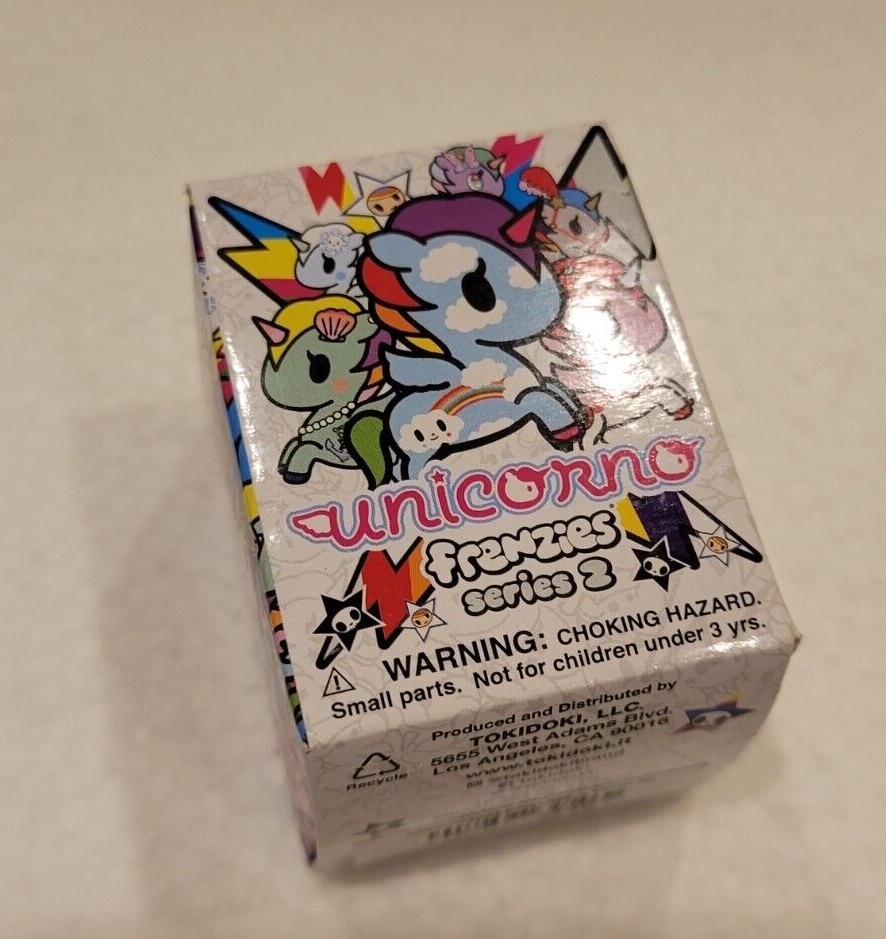 unicorno
frenzies
series 2
WARNING: CHOKING HAZARD.
Small parts. Not for children under 3 yrs.
Produced and Distributed by
TOKIDOKI, LLC.
5655 West Adams Blvd.
Los Angeles, CA 90016
www.tokidoki.it
Recycle